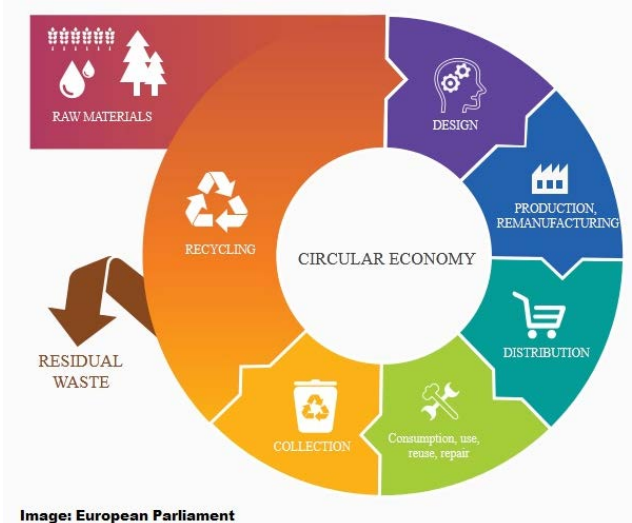 RAW MATERIALS
DESIGN
PRODUCTION,
REMANUFACTURING
RECYCLING
CIRCULAR ECONOMY
DISTRIBUTION
RESIDUAL
WASTE
COLLECTION
Consumption, use,
reuse, repair
Image: European Parliament